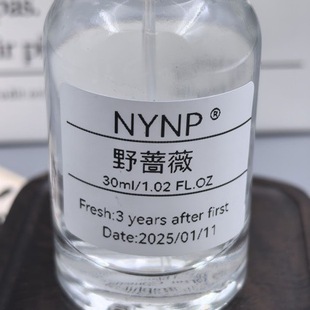 NYNP ®
野蔷薇
30ml/1.02 FL.OZ
Fresh:3 years after first
Date:2025/01/11